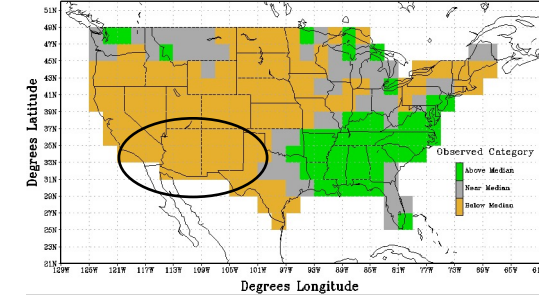 51N
49N
47N
45N
43N
41N
39N
37N
35N
33N
31N
29N
27N
25N
23N
21N
Degrees Latitude
Observed Category
Above Median
Near Median
Below Median
129W 125W 121W 117W 113W 109W 105W 101W 97W 93W 89W 85W 81W 77W 73W 69W 65W
Degrees Longitude